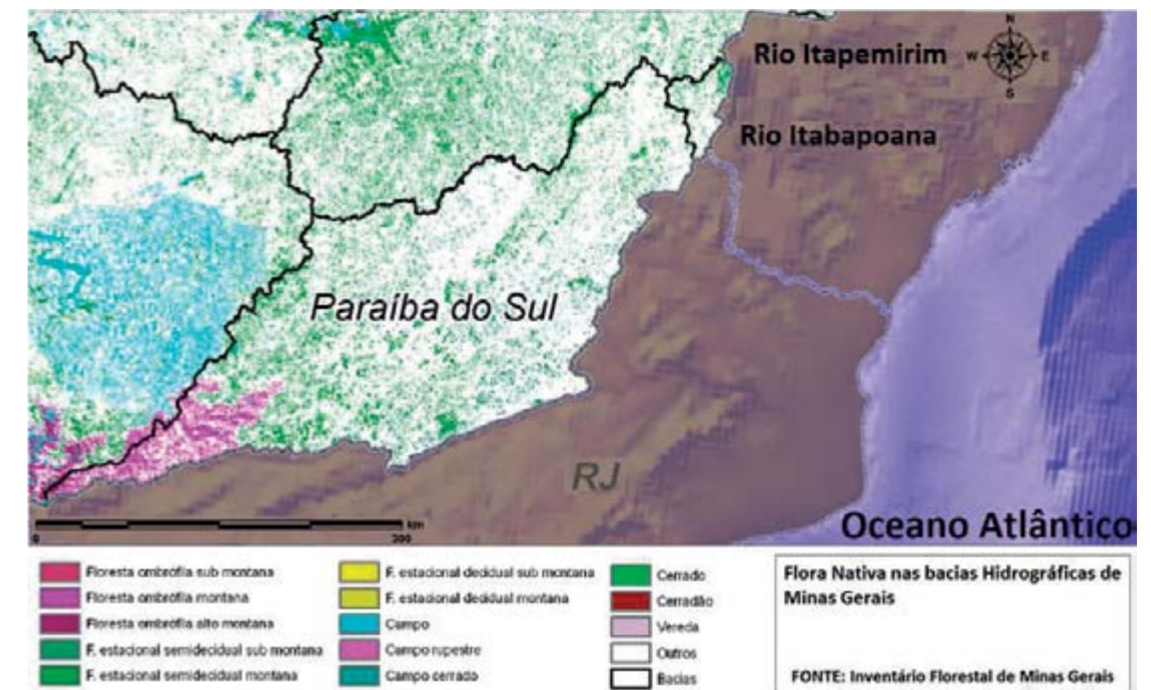 N
W E
S
Rio Itapemirim
Rio Itabapoana
Paraíba do Sul
RJ
Oceano Atlântico
km
0 200
Floresta ombrófila sub montana
Floresta ombrófila montana
Floresta ombrófila alto montana
F. estacional semidecidual sub montana
F. estacional semidecidual montana
F. estacional decidual sub montana
F. estacional decidual montana
Campo
Campo rupestre
Campo cerrado
Cerrado
Cerradão
Vereda
Outros
Bacias
Flora Nativa nas bacias Hidrográficas de
Minas Gerais
FONTE: Inventário Florestal de Minas Gerais